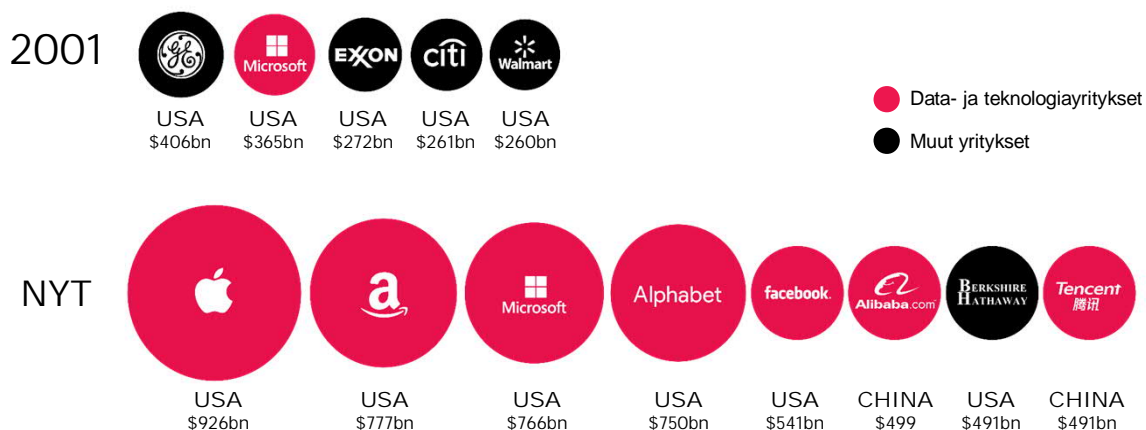 2001
GE
Microsoft
EXXON
citi
Walmart
USA
$406bn
USA
$365bn
USA
$272bn
USA
$261bn
USA
$260bn
Data- ja teknologiayritykset
Muut yritykset
NYT
a
Microsoft
Alphabet
facebook.
Alibaba.com
BERKSHIRE
HATHAWAY
Tencent
腾讯
USA
$926bn
USA
$777bn
USA
$766bn
USA
$750bn
USA
$541bn
CHINA
$499
USA
$491bn
CHINA
$491bn